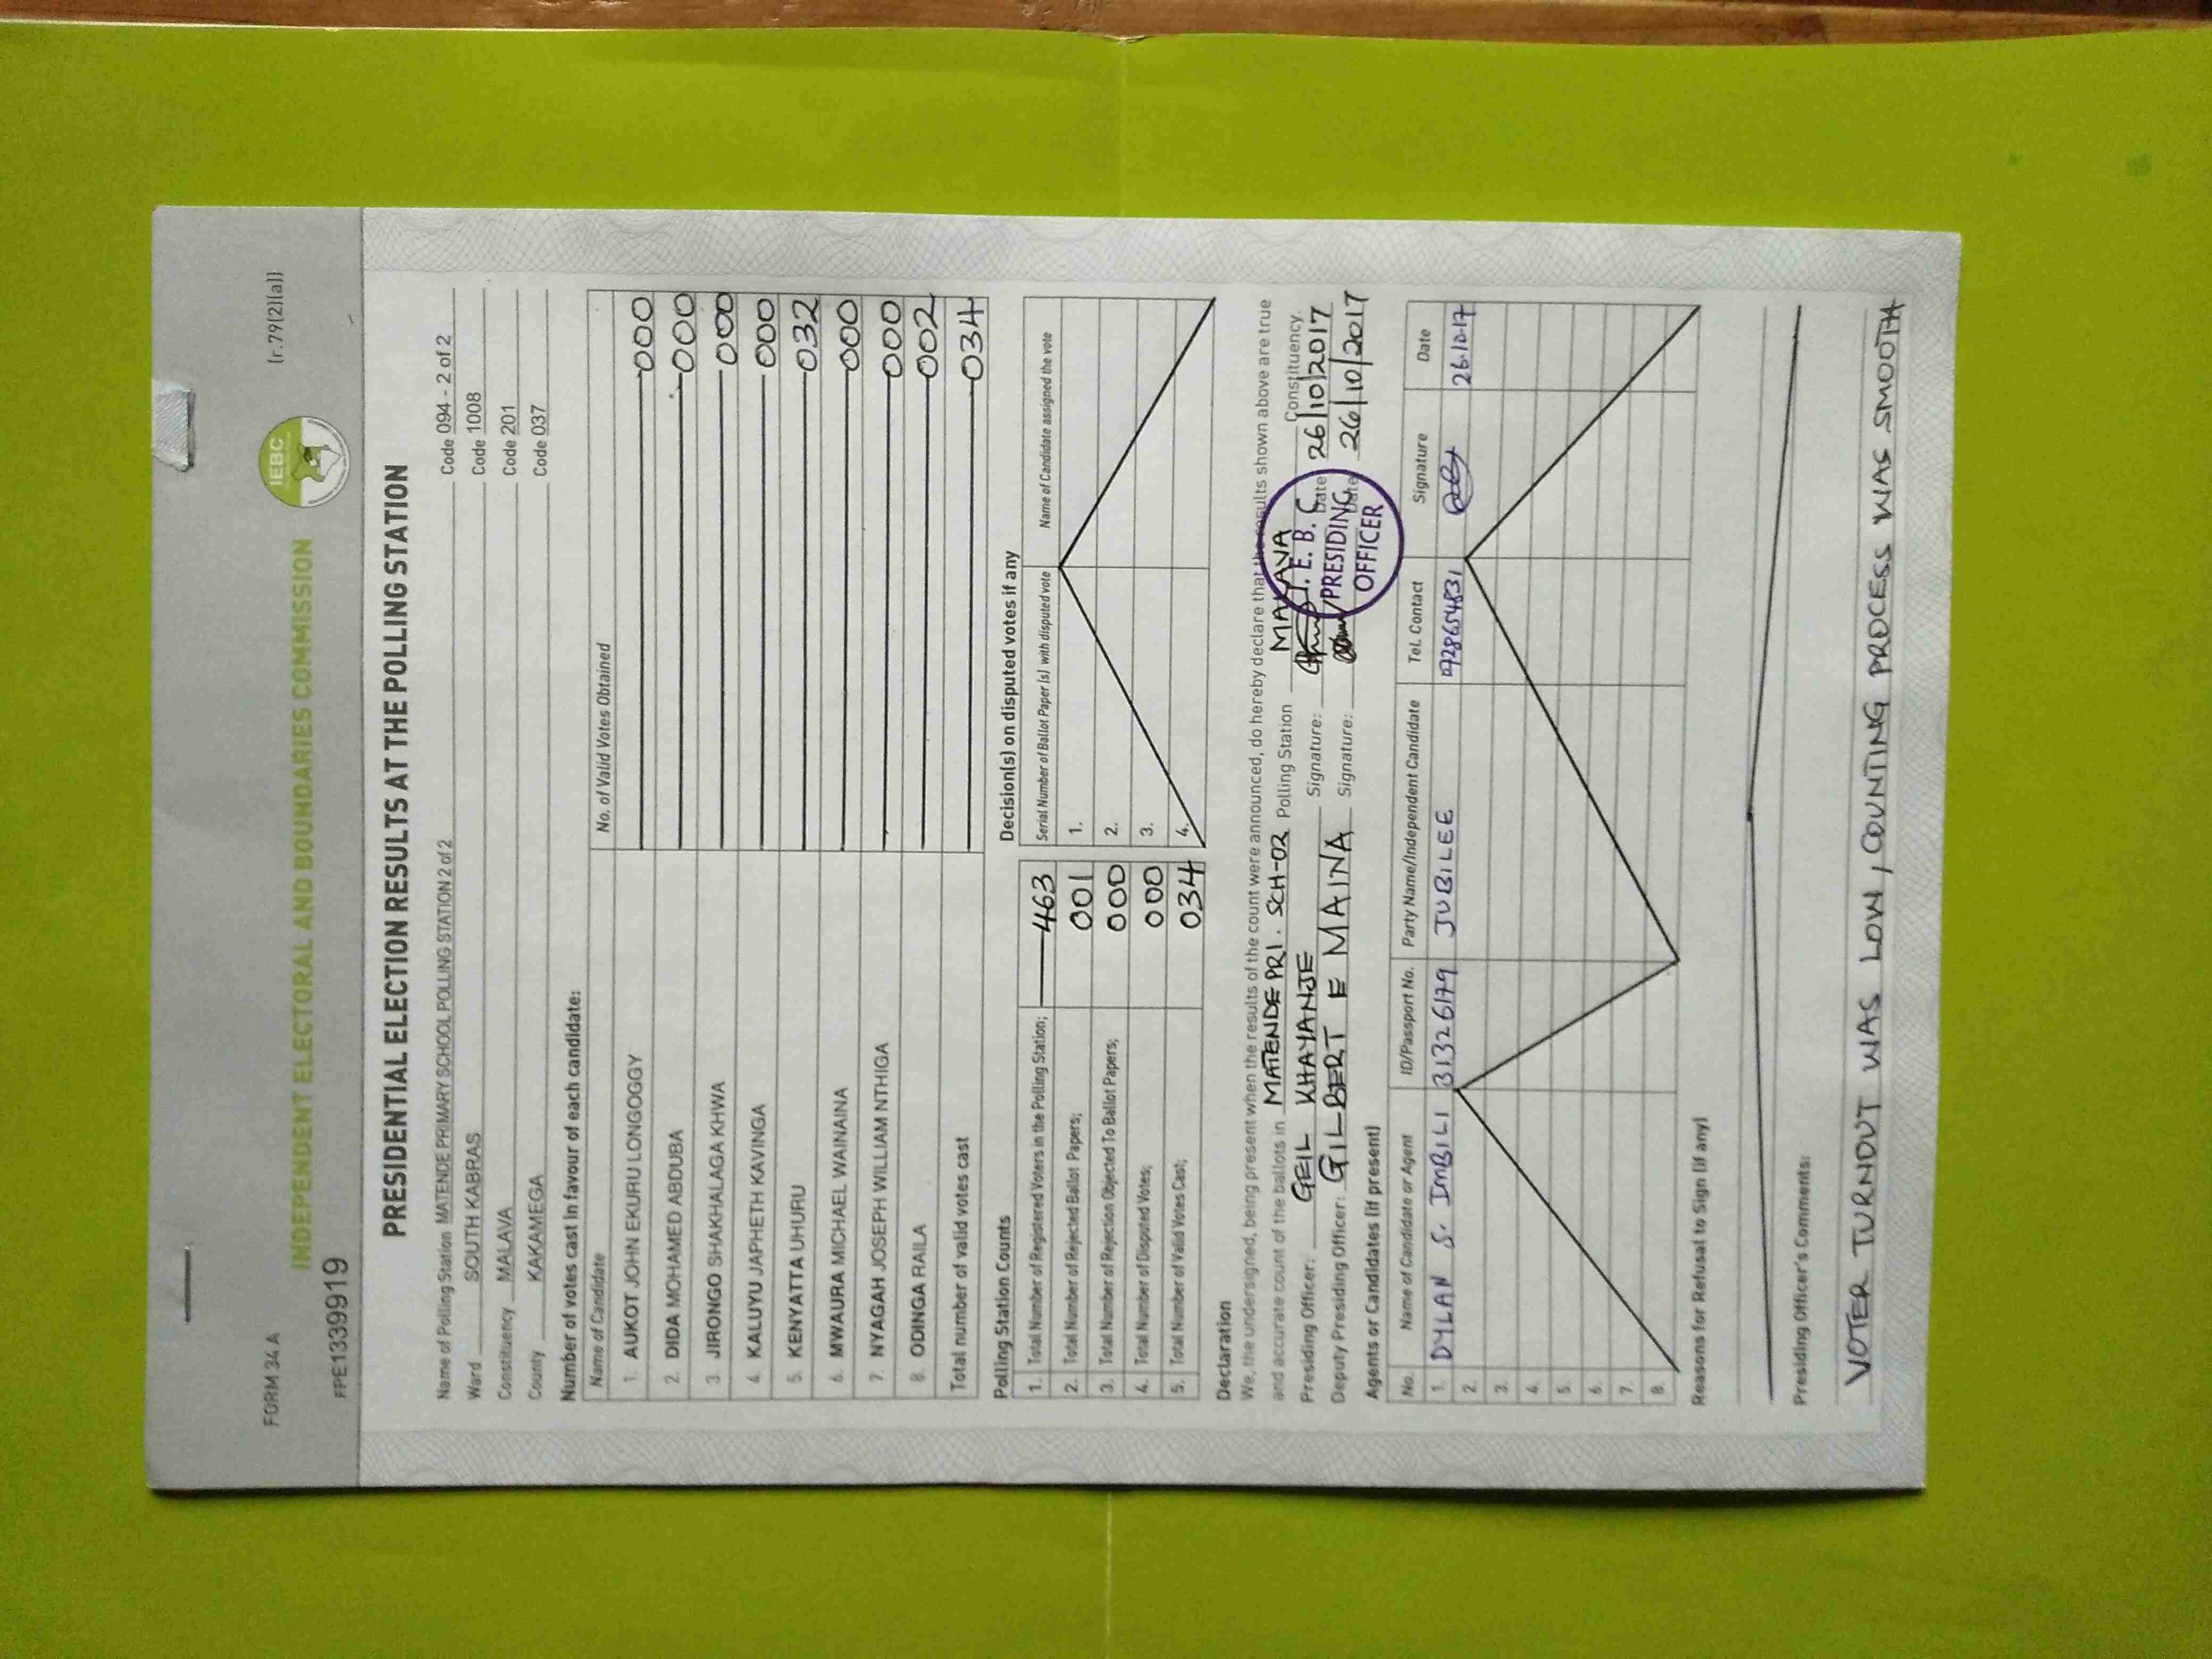 FORM 34 A
(r.79(2)(a))
IEBC
INDEPENDENT ELECTORAL AND BOUNDARIES COMMISSION
FPE1339919
PRESIDENTIAL ELECTION RESULTS AT THE POLLING STATION
Name of Polling Station MATENDE PRIMARY SCHOOL POLLING STATION 2 of 2 Code 094 - 2 of 2
Ward SOUTH KABRAS Code 1008
Constituency MALAVA Code 201
County KAKAMEGA Code 037
Number of votes cast in favour of each candidate:
Name of Candidate No. of Valid Votes Obtained
1. AUKOT JOHN EKURU LONGOGGY 000
2. DIDA MOHAMED ABDUBA 000
3. JIRONGO SHAKHALAGA KHWA 000
4. KALUYU JAPHETH KAVINGA 000
5. KENYATTA UHURU 032
6. MWAURA MICHAEL WAINAINA 000
7. NYAGAH JOSEPH WILLIAM NTHIGA 000
8. ODINGA RAILA 002
Total number of valid votes cast 034
Polling Station Counts
1. Total Number of Registered Voters in the Polling Station; 463
2. Total Number of Rejected Ballot Papers; 001
3. Total Number of Rejection Objected To Ballot Papers; 000
4. Total Number of Disputed Votes; 000
5. Total Number of Valid Votes Cast; 034
Decision(s) on disputed votes if any
Serial Number of Ballot Paper (s) with disputed vote Name of Candidate assigned the vote
1.
2.
3.
4.
Declaration
We, the undersigned, being present when the results of the count were announced, do hereby declare that the results shown above are true
and accurate count of the ballots in MATENDE PRI. SCH-02 Polling Station MALAVA Constituency.
Presiding Officer: GEIL KHAYANJE Signature: Date 26/10/2017
Deputy Presiding Officer: GILBERT E MAINA Signature: Date 26/10/2017
I. E. B. C
PRESIDING
OFFICER
Agents or Candidates (if present)
No. Name of Candidate or Agent ID/Passport No. Party Name/Independent Candidate Tel. Contact Signature Date
1. DYLAN S. IMBILI 31326179 JUBILEE 0728654831 26.10.17
2.
3.
4.
5.
6.
7.
8.
Reasons for Refusal to Sign (if any)
Presiding Officer's Comments:
VOTER TURNOUT WAS LOW, COUNTING PROCESS WAS SMOOTH